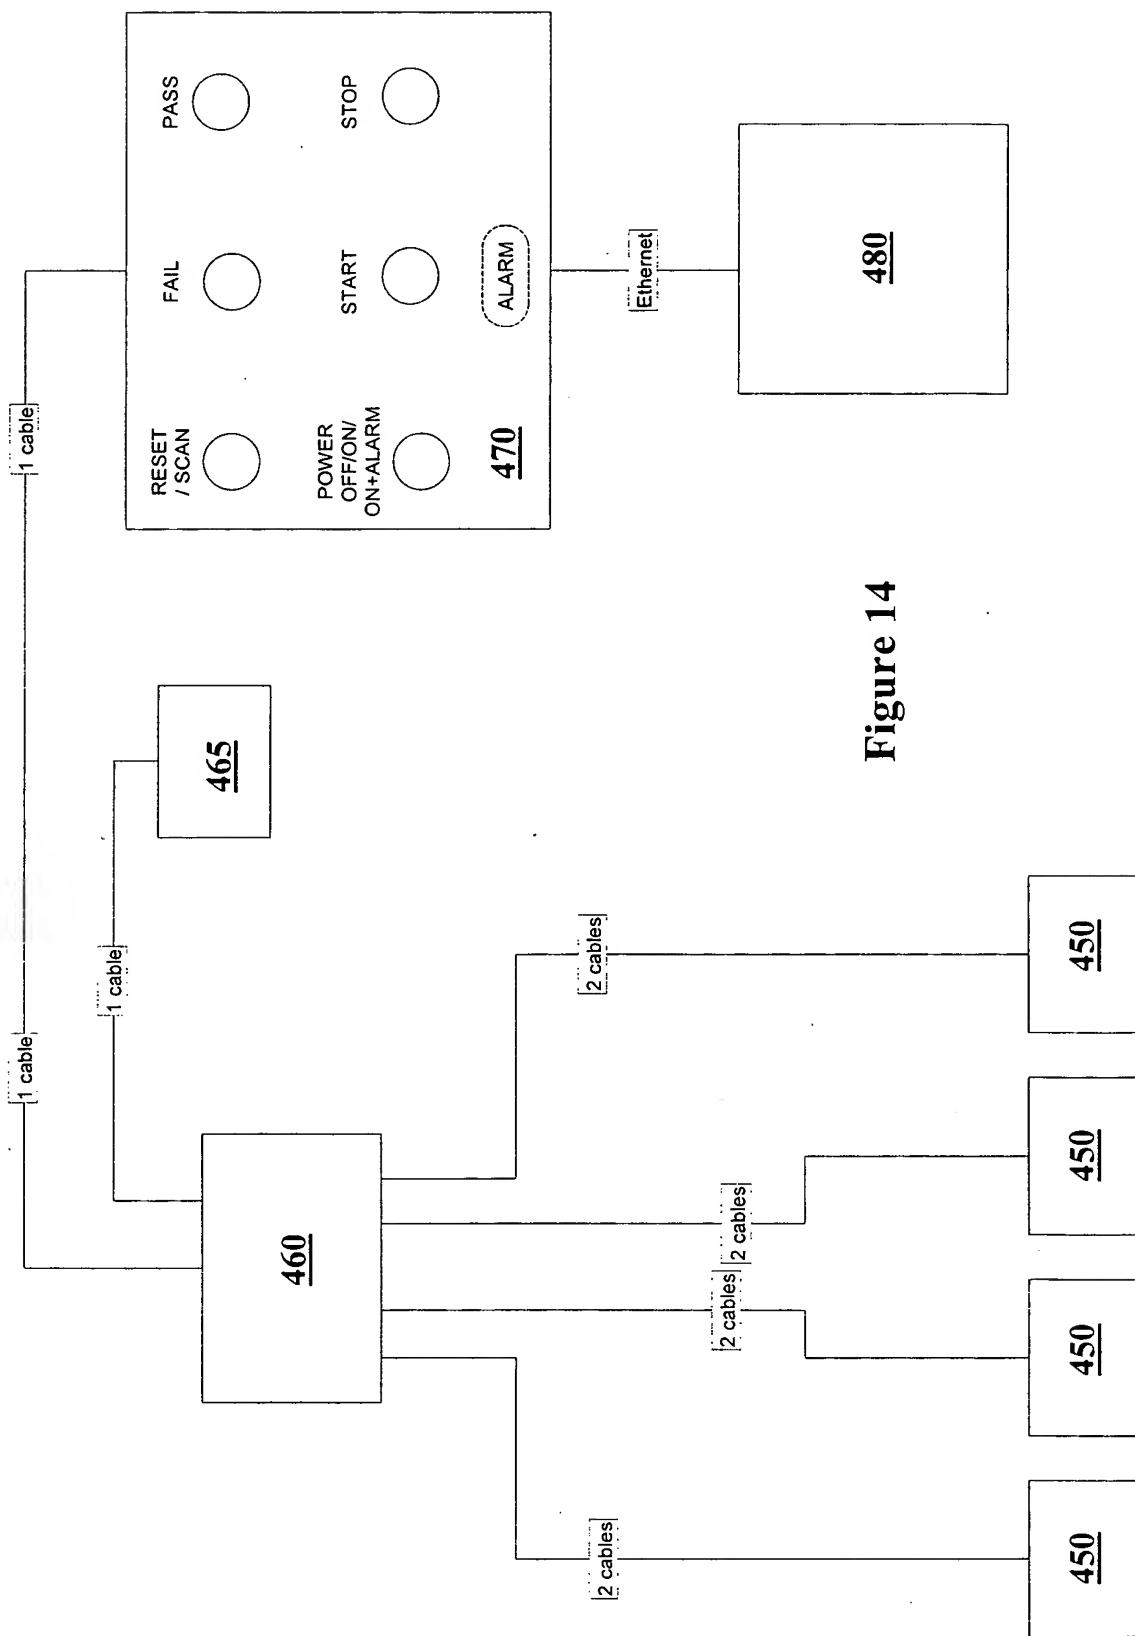 1 cable
1 cable
1 cable
RESET
/ SCAN
FAIL
PASS
POWER
OFF/ON/
ON+ALARM
START
STOP
470
ALARM
465
460
2 cables
2 cables
2 cables
2 cables
Ethernet
480
450
450
450
450
Figure 14